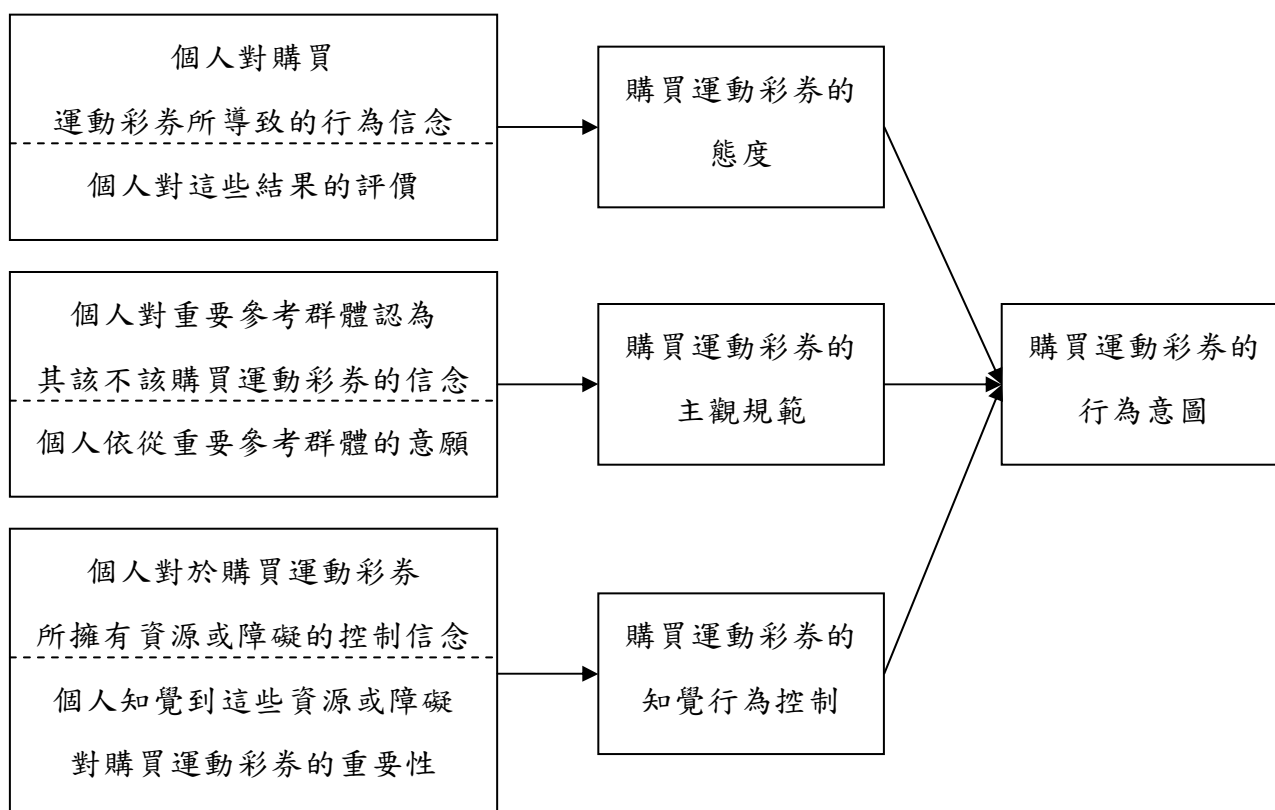 個人對購買
運動彩券所導致的行為信念
個人對這些結果的評價
購買運動彩券的
態度
個人對重要參考群體認為
其該不該購買運動彩券的信念
個人依從重要參考群體的意願
購買運動彩券的
主觀規範
購買運動彩券的
行為意圖
個人對於購買運動彩券
所擁有資源或障礙的控制信念
個人知覺到這些資源或障礙
對購買運動彩券的重要性
購買運動彩券的
知覺行為控制